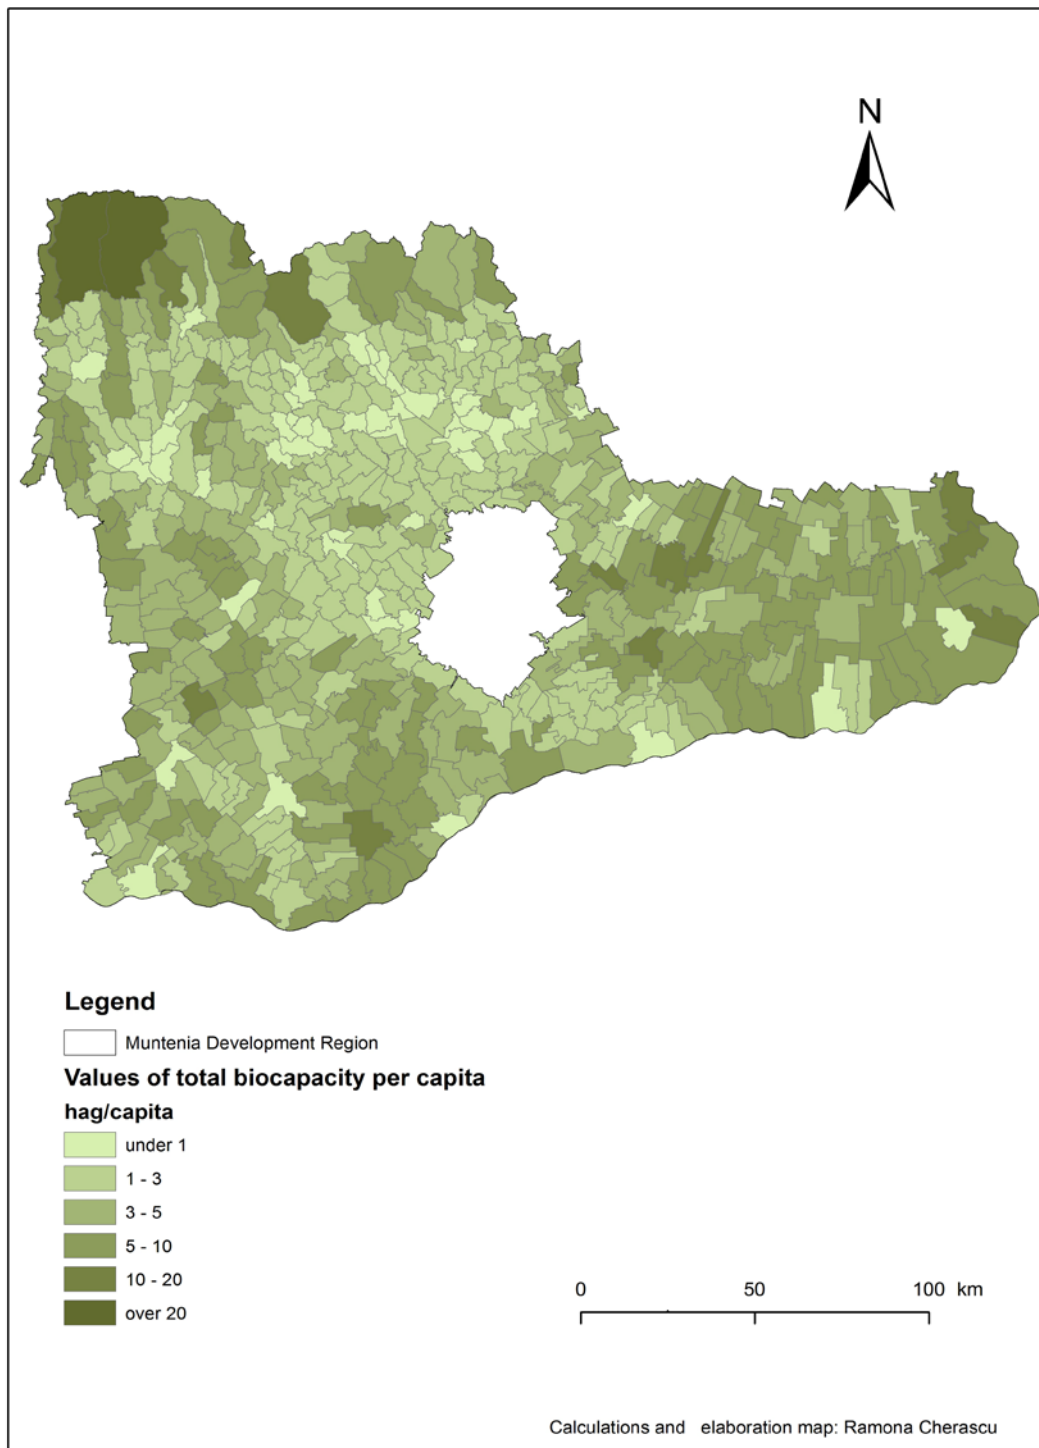 N
Legend
Muntenia Development Region
Values of total biocapacity per capita
hag/capita
under 1
1 - 3
3 - 5
5 - 10
10 - 20
over 20
0 50 100 km
Calculations and elaboration map: Ramona Cherascu